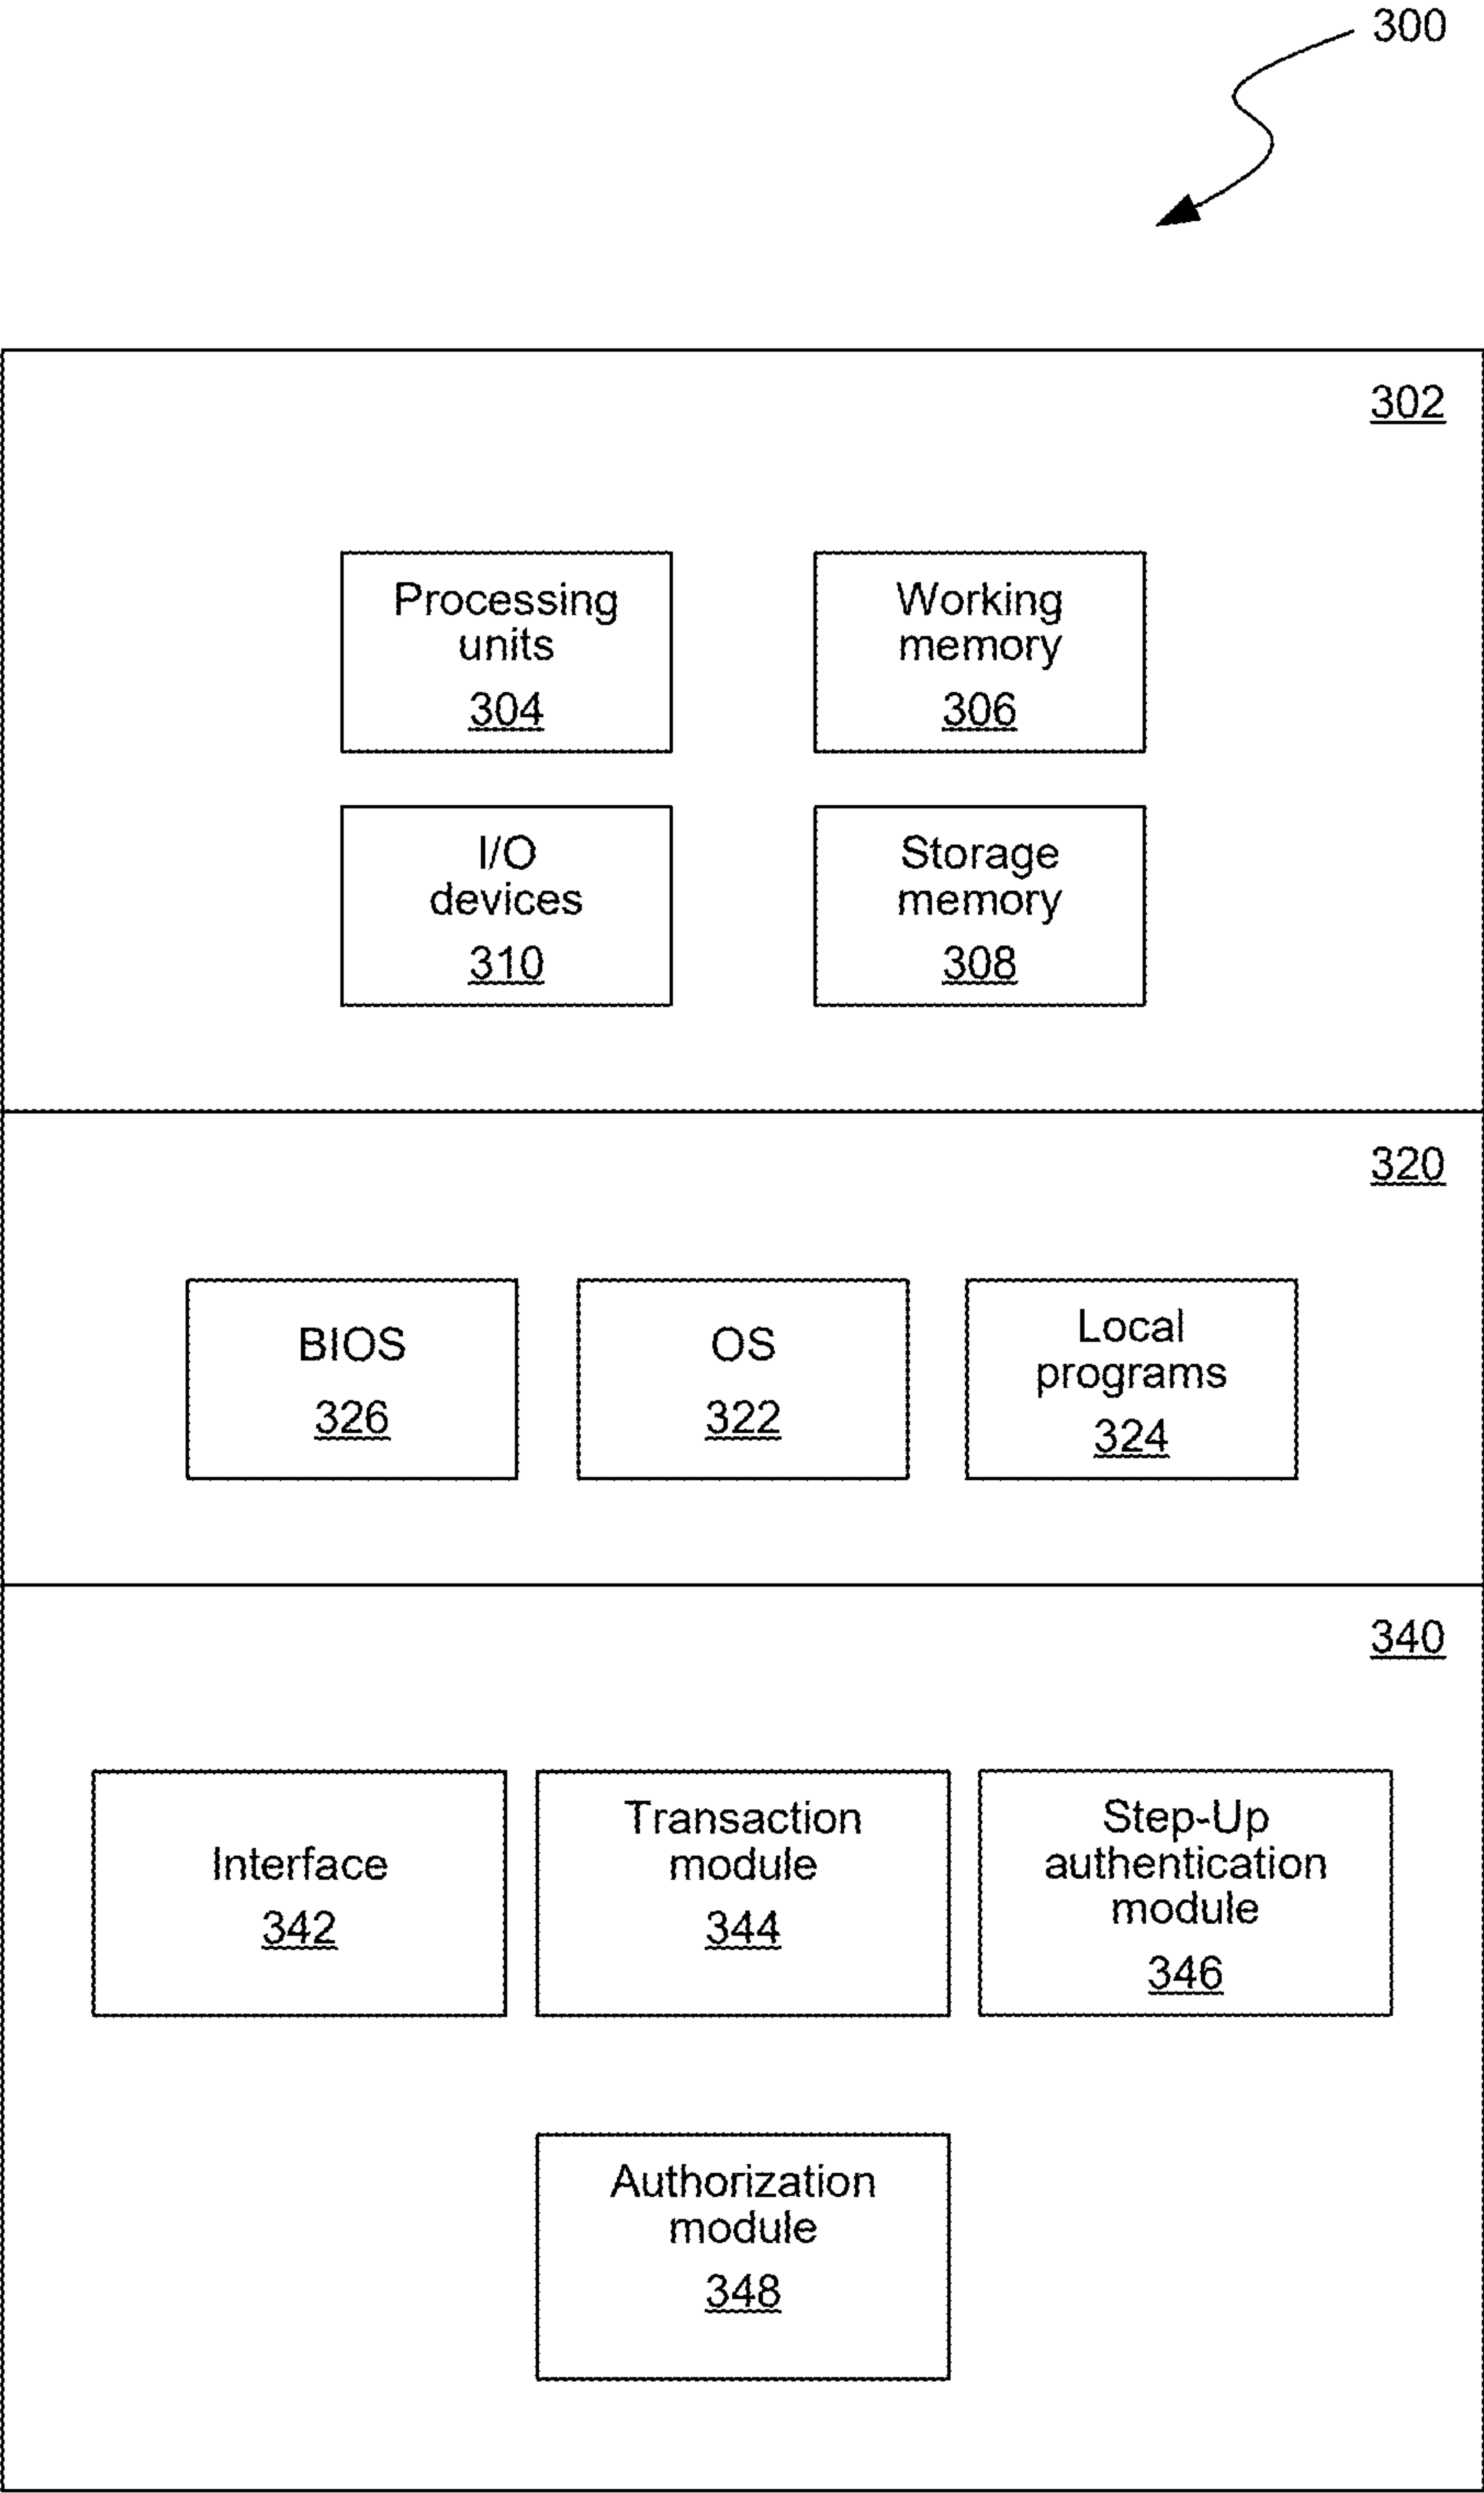 300
302
Processing
units
304
Working
memory
306
I/O
devices
310
Storage
memory
308
320
BIOS
326
OS
322
Local
programs
324
340
Interface
342
Transaction
module
344
Step-Up
authentication
module
346
Authorization
module
348